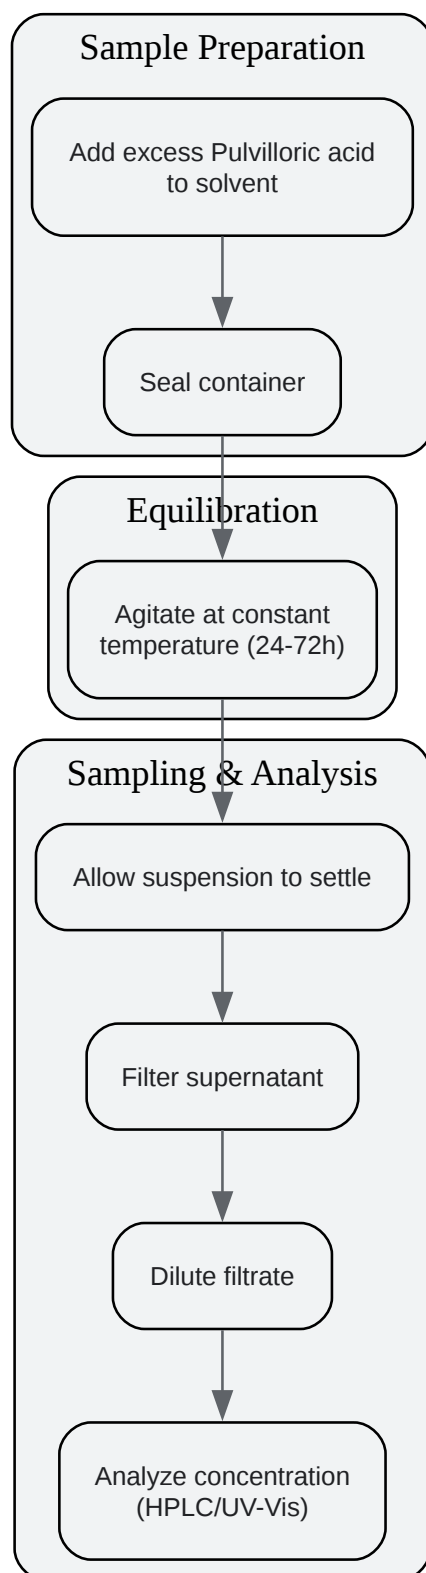 Sample Preparation
Add excess Pulvilloric acid
to solvent
Seal container
Equilibration
Agitate at constant
temperature (24-72h)
Sampling & Analysis
Allow suspension to settle
Filter supernatant
Dilute filtrate
Analyze concentration
(HPLC/UV-Vis)